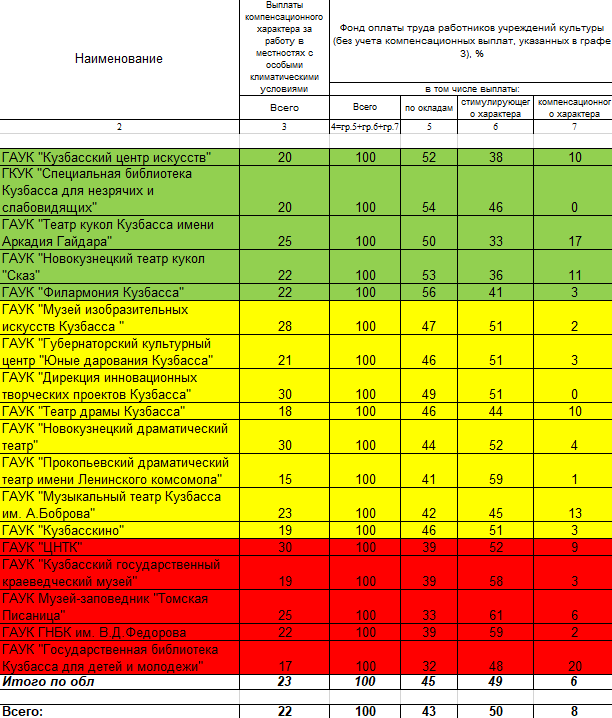 Наименование
Выплаты
компенсационного
характера за
работу в
местностях с
особыми
климатическими
условиями
Фонд оплаты труда работников учреждений культуры
(без учета компенсационных выплат, указанных в графе
3), %
в том числе выплаты:
Всего Всего по окладам стимулирующег о характера компенсационног о характера
2 3 4=гр.5+гр.6+гр.7 5 6 7
ГАУК "Кузбасский центр искусств" 20 100 52 38 10
ГКУК "Специальная библиотека
Кузбасса для незрячих и
слабовидящих" 20 100 54 46 0
ГАУК "Театр кукол Кузбасса имени
Аркадия Гайдара" 25 100 50 33 17
ГАУК "Новокузнецкий театр кукол
"Сказ" 22 100 53 36 11
ГАУК "Филармония Кузбасса" 22 100 56 41 3
ГАУК "Музей изобразительных
искусств Кузбасса " 28 100 47 51 2
ГАУК "Губернаторский культурный
центр "Юные дарования Кузбасса" 21 100 46 51 3
ГАУК "Дирекция инновационных
творческих проектов Кузбасса" 30 100 49 51 0
ГАУК "Театр драмы Кузбасса" 18 100 46 44 10
ГАУК "Новокузнецкий драматический
театр" 30 100 44 52 4
ГАУК "Прокопьевский драматический
театр имени Ленинского комсомола" 15 100 41 59 1
ГАУК "Музыкальный театр Кузбасса
им. А.Боброва" 23 100 42 45 13
ГАУК "Кузбасскино" 19 100 46 51 3
ГАУК "ЦНТК" 30 100 39 52 9
ГАУК "Кузбасский государственный
краеведческий музей" 19 100 39 58 3
ГАУК Музей-заповедник "Томская
Писаница" 25 100 33 61 6
ГАУК ГНБК им. В.Д.Федорова 22 100 39 59 2
ГАУК "Государственная библиотека
Кузбасса для детей и молодежи" 17 100 32 48 20
Итого по обл 23 100 45 49 6
Всего: 22 100 43 50 8